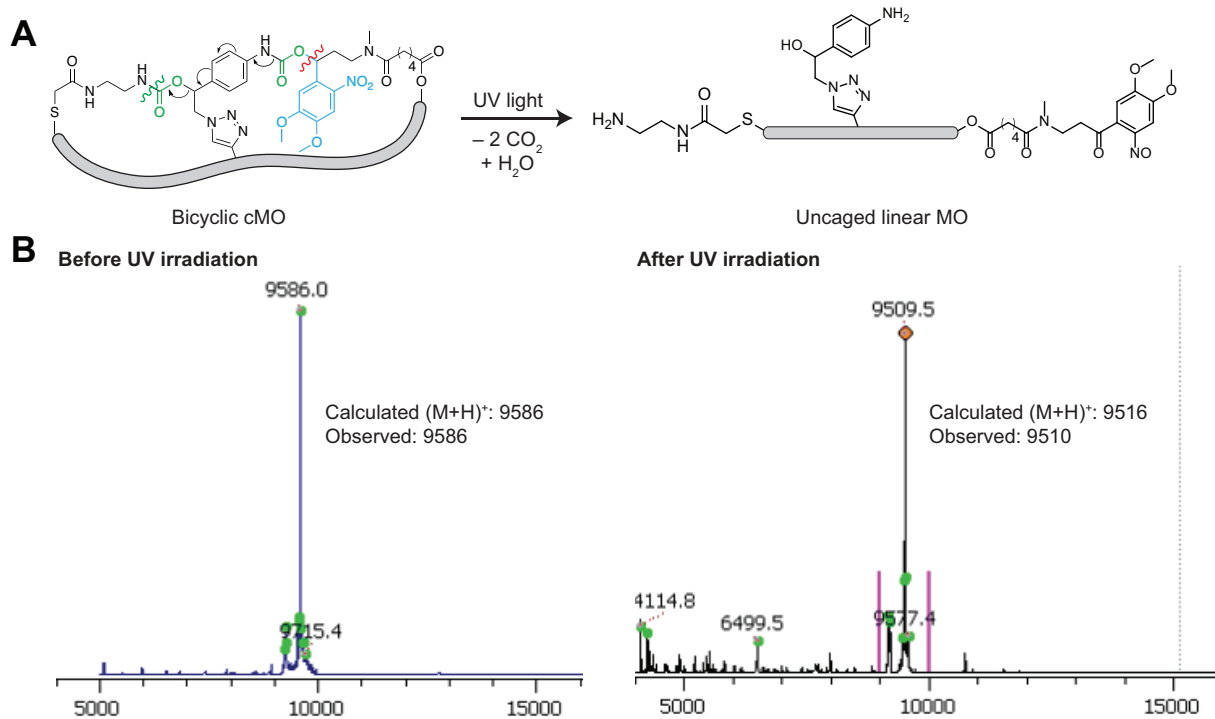 A
O
N
H
H
N
O
O
S
N
N
N
H
N
O
O
NO₂
O
O
N
O
4
O
O
UV light
– 2 CO₂
+ H₂O
NH₂
HO
N
N
N
H₂N
NH
O
S
O
O
4
O
N
O
NO
O
O
Bicyclic cMO
Uncaged linear MO
B
Before UV irradiation
After UV irradiation
9586.0
Calculated (M+H)⁺: 9586
Observed: 9586
9715.4
5000
10000
15000
9509.5
Calculated (M+H)⁺: 9516
Observed: 9510
4114.8
6499.5
9577.4
5000
10000
15000